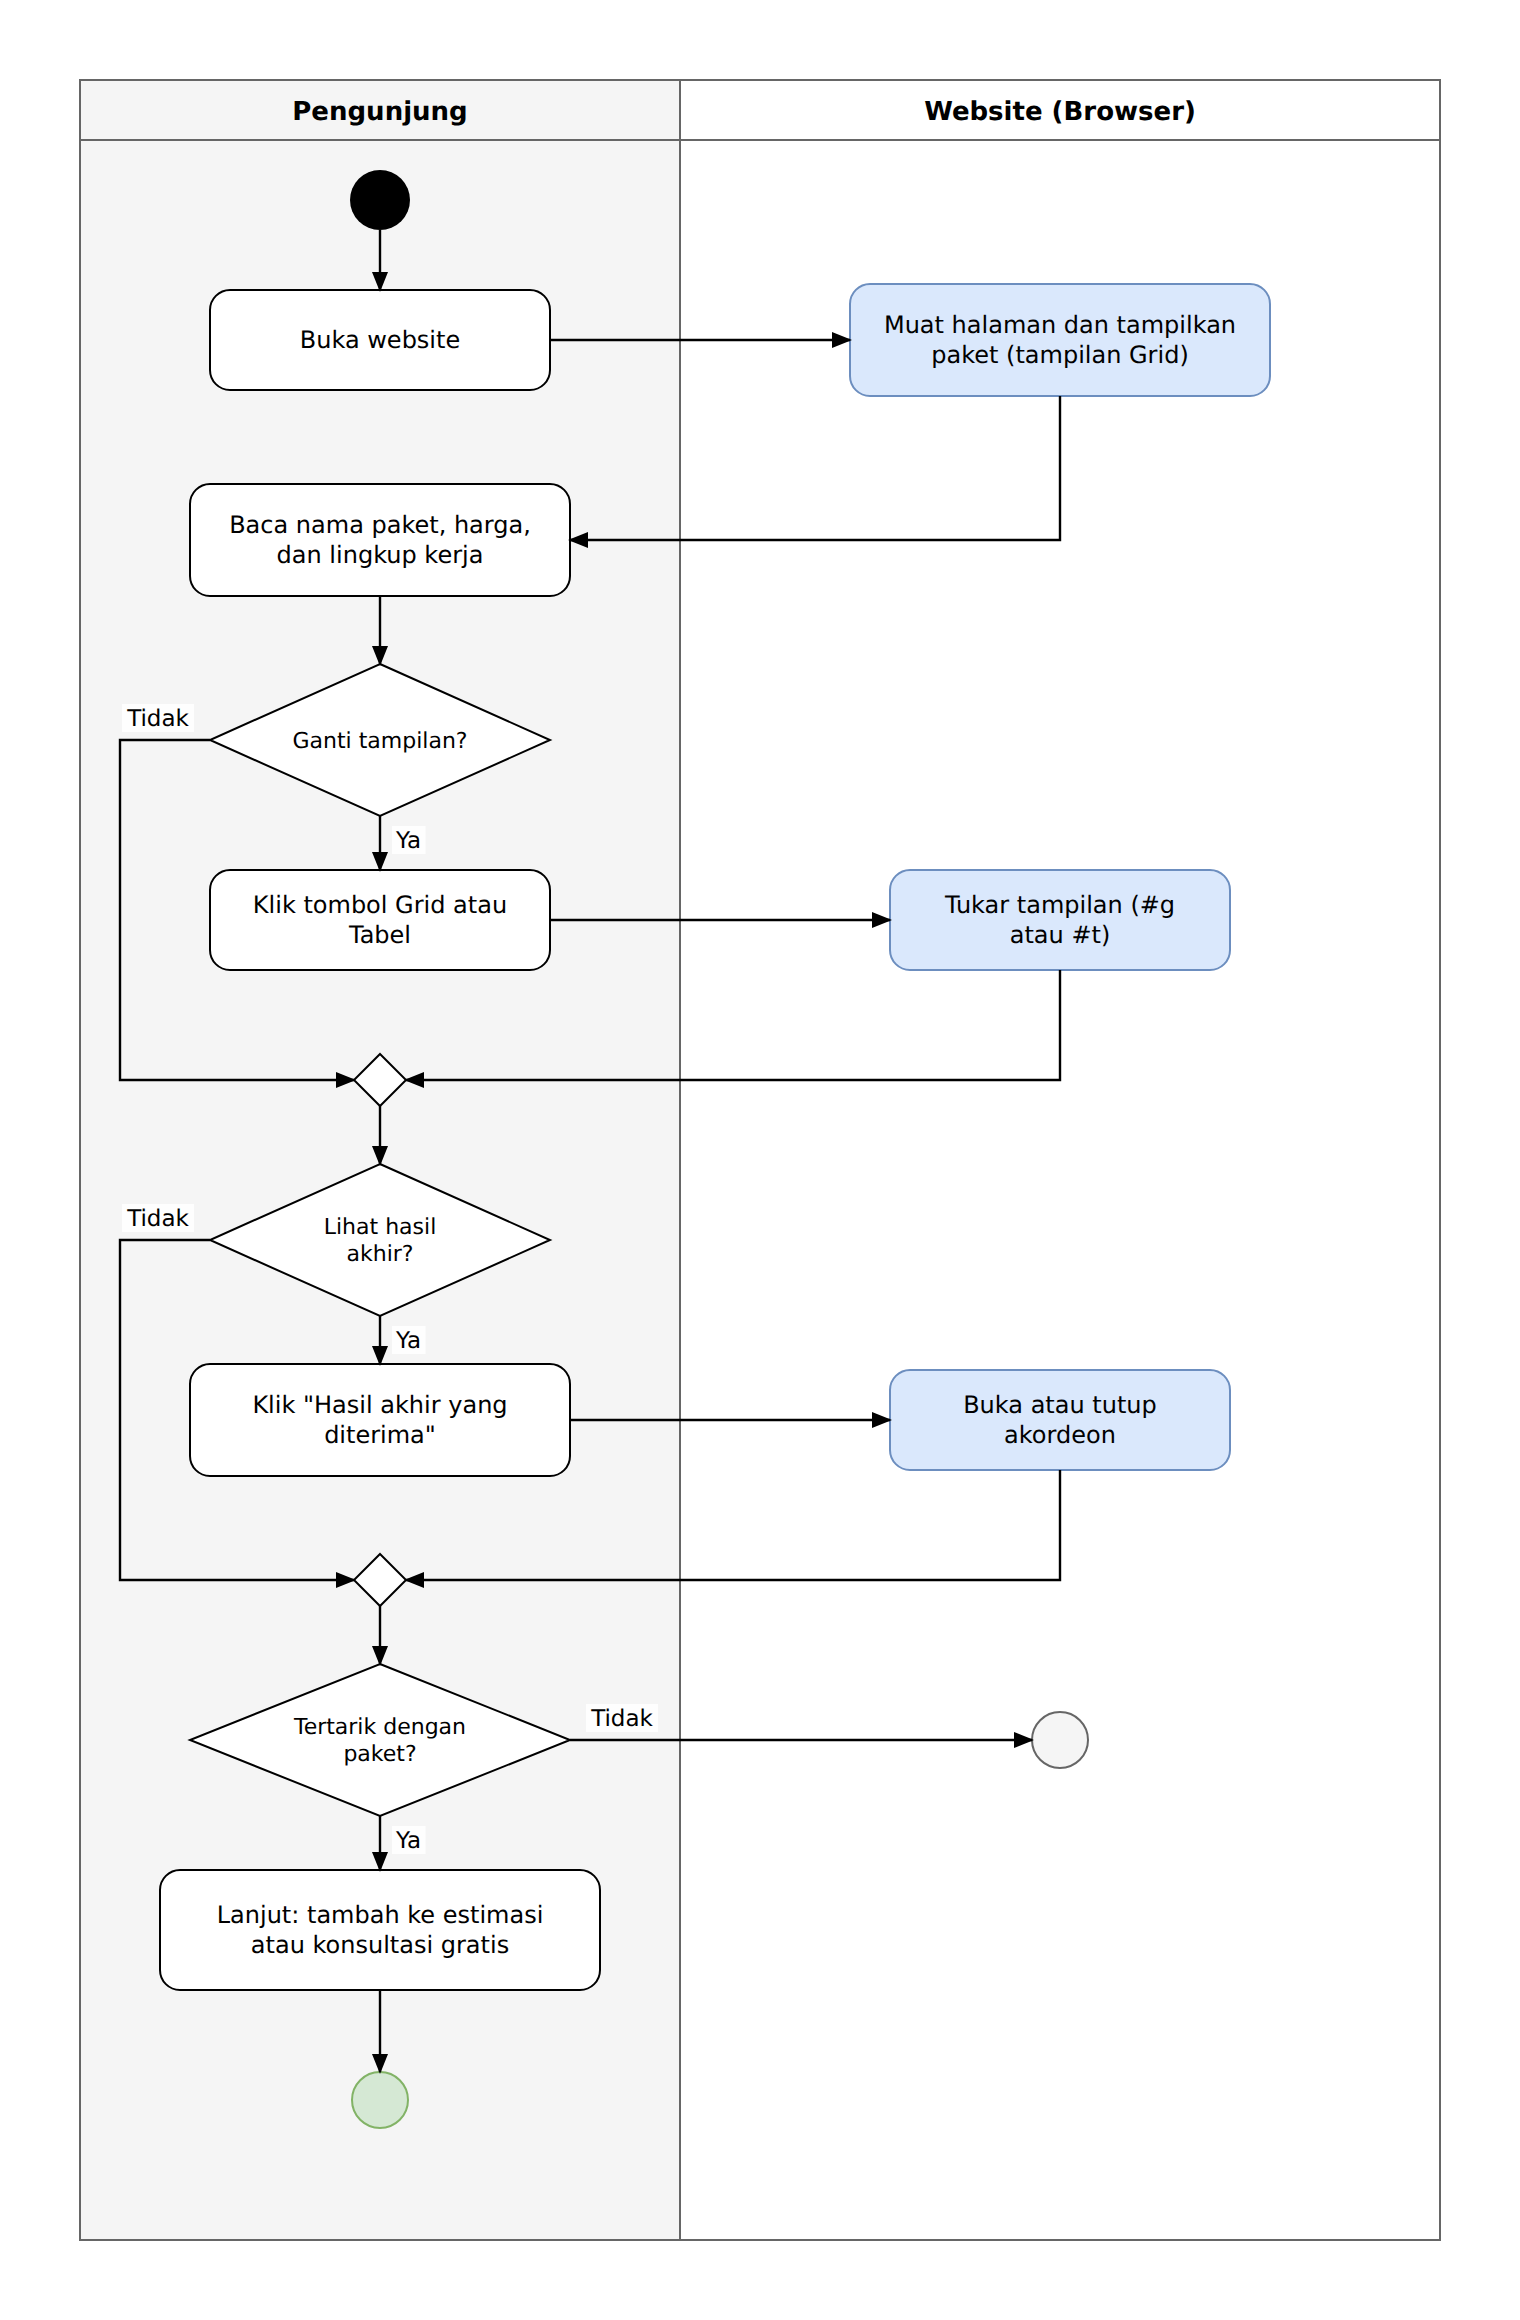 Pengunjung
Website (Browser)
Buka website
Muat halaman dan tampilkan
paket (tampilan Grid)
Baca nama paket, harga,
dan lingkup kerja
Tidak
Ganti tampilan?
Ya
Klik tombol Grid atau
Tabel
Tukar tampilan (#g
atau #t)
Tidak
Lihat hasil
akhir?
Ya
Klik "Hasil akhir yang
diterima"
Buka atau tutup
akordeon
Tertarik dengan
paket?
Tidak
Ya
Lanjut: tambah ke estimasi
atau konsultasi gratis